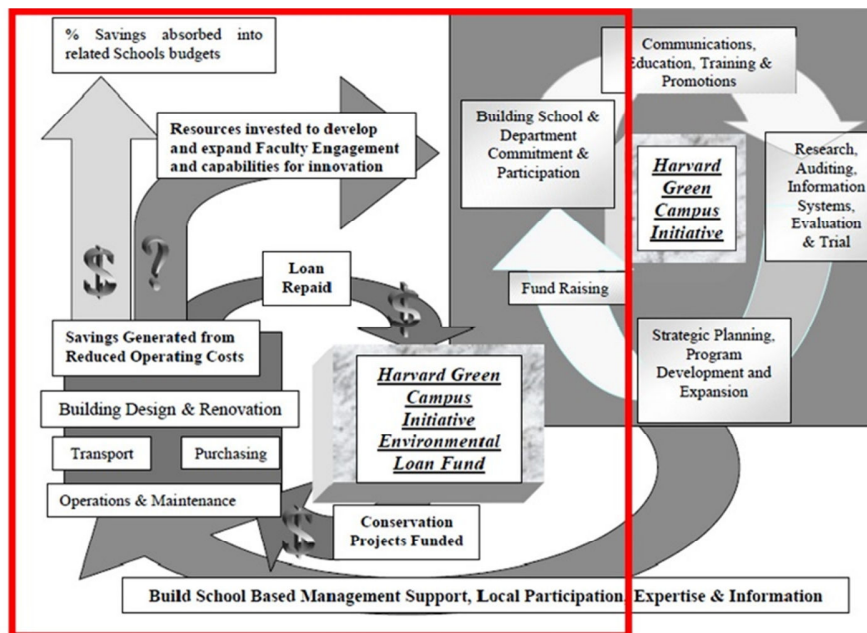 % Savings absorbed into
related Schools budgets
Resources invested to develop
and expand Faculty Engagement
and capabilities for innovation
Communications,
Education, Training &
Promotions
Building School &
Department
Commitment &
Participation
Harvard
Green
Campus
Initiative
Research,
Auditing,
Information
Systems,
Evaluation
& Trial
Fund Raising
Strategic Planning,
Program
Development and
Expansion
$
?
Loan
Repaid
$
Savings Generated from
Reduced Operating Costs
Building Design & Renovation
Transport
Purchasing
Operations & Maintenance
Harvard Green
Campus
Initiative
Environmental
Loan Fund
$
Conservation
Projects Funded
Build School Based Management Support, Local Participation, Expertise & Information